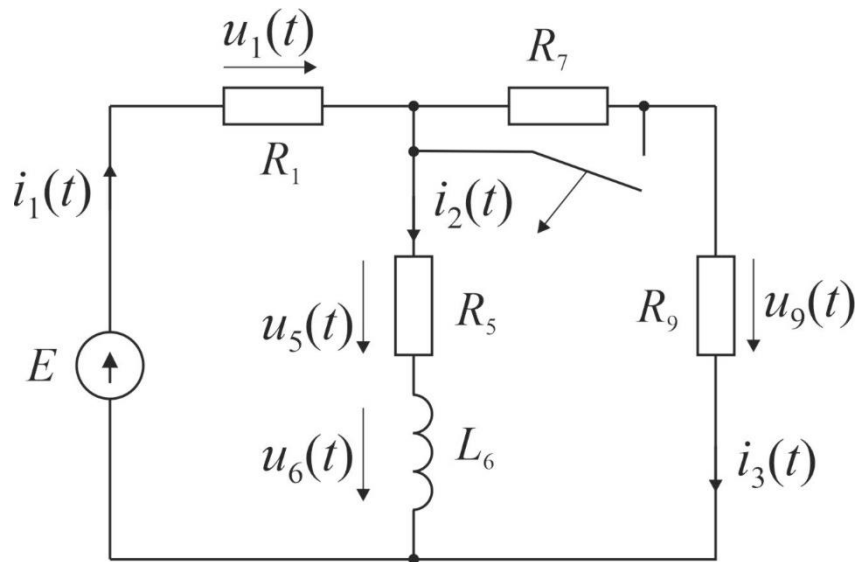 u₁(t)
R₇
R₁
i₁(t)
i₂(t)
u₅(t)
R₅
R₉
u₉(t)
E
u₆(t)
L₆
i₃(t)